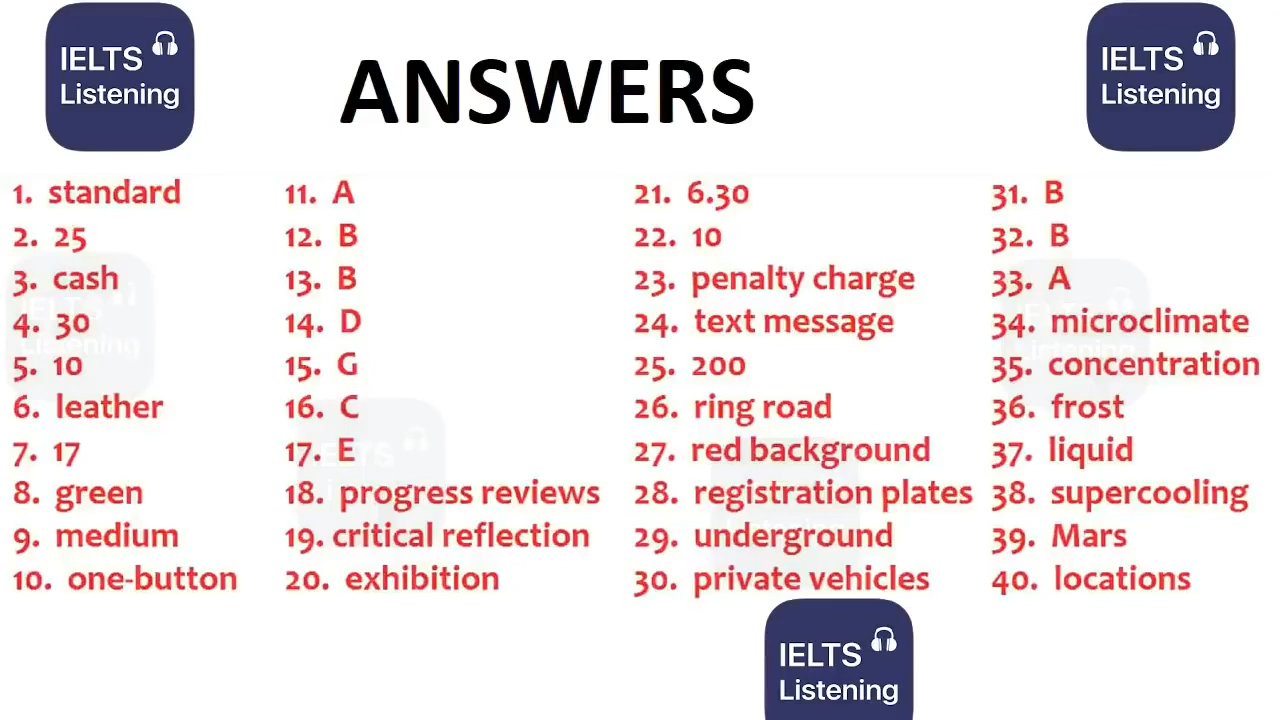 IELTS
Listening
ANSWERS
IELTS
Listening
1. standard
2. 25
3. cash
4. 30
5. 10
6. leather
7. 17
8. green
9. medium
10. one-button
11. A
12. B
13. B
14. D
15. G
16. C
17. E
18. progress reviews
19. critical reflection
20. exhibition
21. 6.30
22. 10
23. penalty charge
24. text message
25. 200
26. ring road
27. red background
28. registration plates
29. underground
30. private vehicles
31. B
32. B
33. A
34. microclimate
35. concentration
36. frost
37. liquid
38. supercooling
39. Mars
40. locations
IELTS
Listening